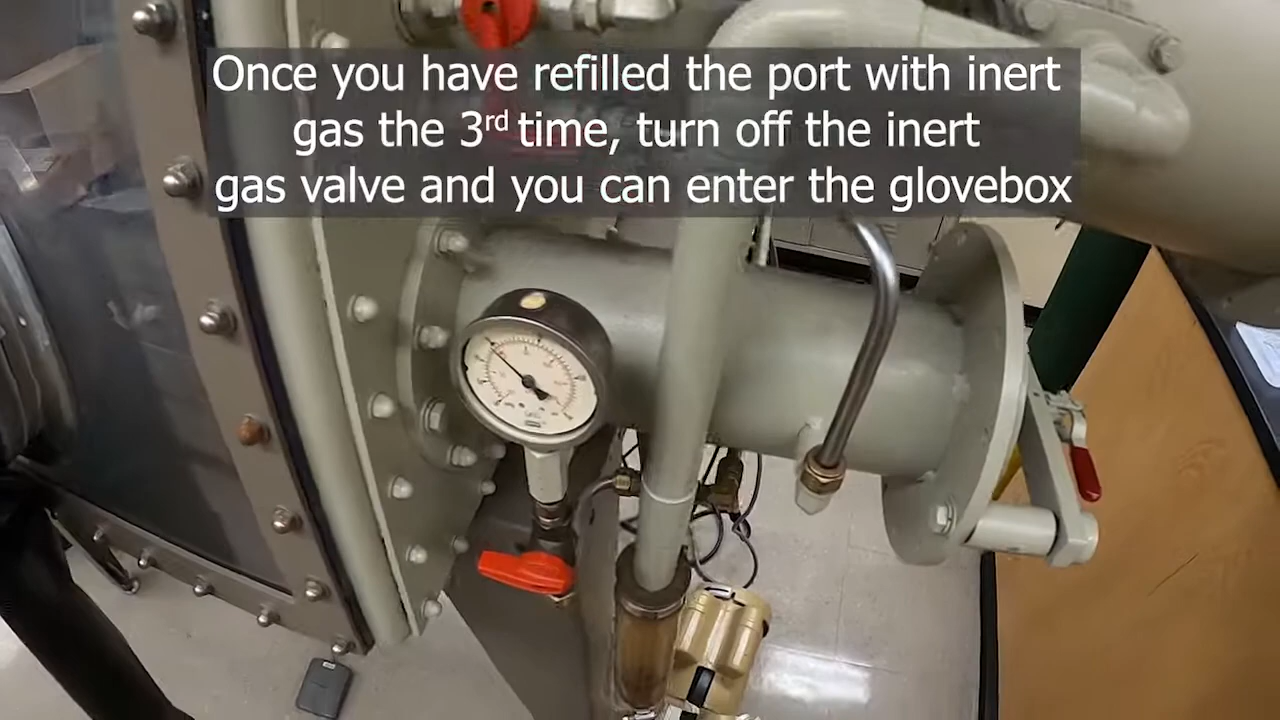 Once you have refilled the port with inert
gas the 3rd time, turn off the inert
gas valve and you can enter the glovebox